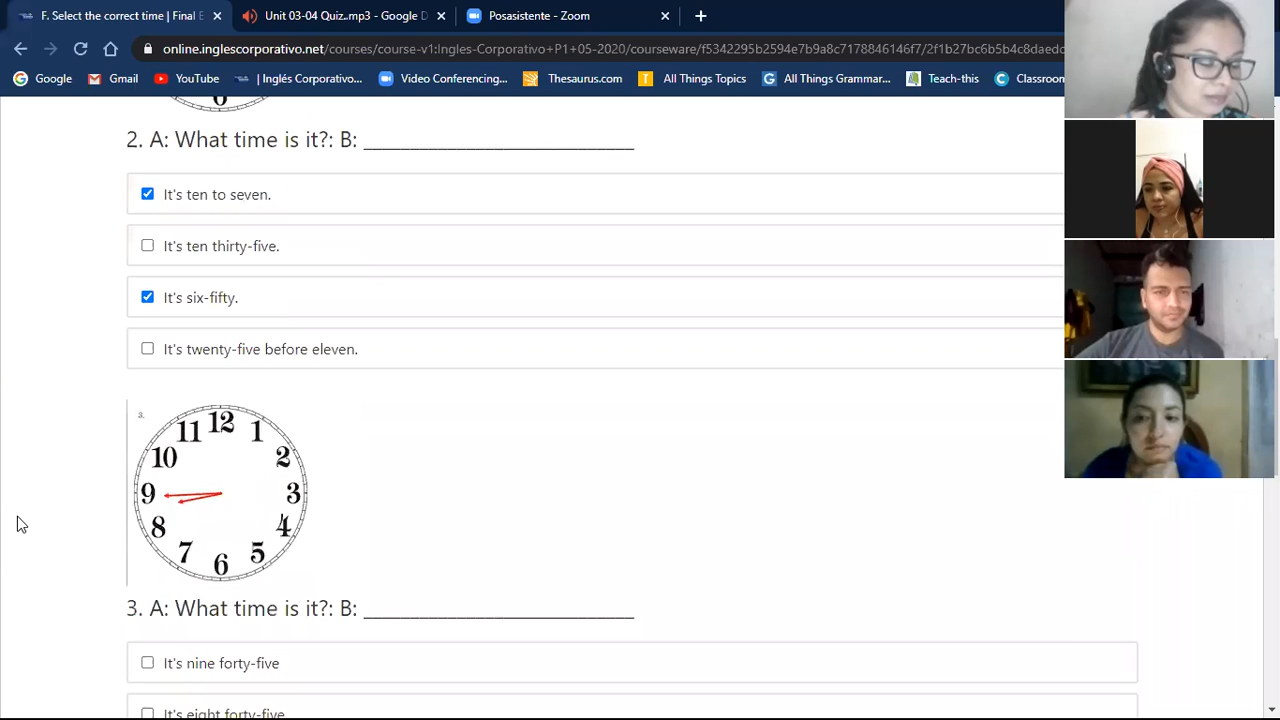 F. Select the correct time | Final E
Unit 03-04 Quiz..mp3 - Google D
Posasistente - Zoom
online.inglescorporativo.net/courses/course-v1:Ingles-Corporativo+P1+05-2020/courseware/f5342295b2594e7b9a8c7178846146f7/2f1b27bc6b5b4c8daedc
Google
Gmail
YouTube
| Inglés Corporativo...
Video Conferencing...
Thesaurus.com
All Things Topics
All Things Grammar...
Teach-this
Classroom
6
2. A: What time is it?: B: ____________________________
It's ten to seven.
It's ten thirty-five.
It's six-fifty.
It's twenty-five before eleven.
3.
12
11 1
10 2
9 3
8 4
7 5
6
3. A: What time is it?: B: ____________________________
It's nine forty-five
It's eight forty-five